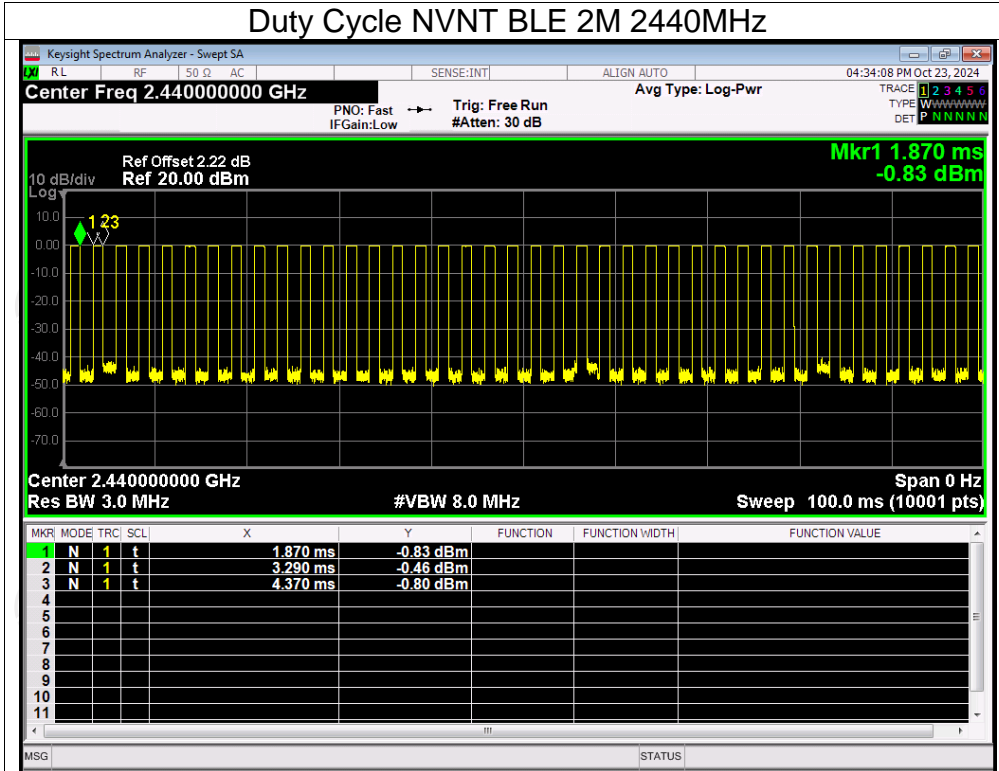 Duty Cycle NVNT BLE 2M 2440MHz
Keysight Spectrum Analyzer - Swept SA
LXI RL RF 50 Ω AC SENSE:INT ALIGN AUTO 04:34:08 PM Oct 23, 2024
Center Freq 2.440000000 GHz Avg Type: Log-Pwr TRACE 1 2 3 4 5 6
PNO: Fast Trig: Free Run TYPE WWWWWW
IFGain:Low #Atten: 30 dB DET P N N N N N
Mkr1 1.870 ms
Ref Offset 2.22 dB
10 dB/div Ref 20.00 dBm -0.83 dBm
Log
10.0
1 2 3
0.00
-10.0
-20.0
-30.0
-40.0
-50.0
-60.0
-70.0
Center 2.440000000 GHz Span 0 Hz
Res BW 3.0 MHz #VBW 8.0 MHz Sweep 100.0 ms (10001 pts)
MKR MODE TRC SCL X Y FUNCTION FUNCTION WIDTH FUNCTION VALUE
1 N 1 t 1.870 ms -0.83 dBm
2 N 1 t 3.290 ms -0.46 dBm
3 N 1 t 4.370 ms -0.80 dBm
4
5
6
7
8
9
10
11
MSG STATUS